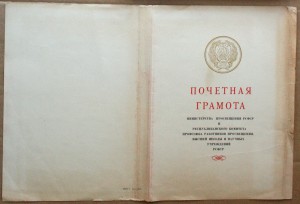 ПОЧЕТНАЯ
ГРАМОТА
МИНИСТЕРСТВА ПРОСВЕЩЕНИЯ РСФСР
И
РЕСПУБЛИКАНСКОГО КОМИТЕТА
ПРОФСОЮЗА РАБОТНИКОВ ПРОСВЕЩЕНИЯ,
ВЫСШЕЙ ШКОЛЫ И НАУЧНЫХ
УЧРЕЖДЕНИЙ
РСФСР